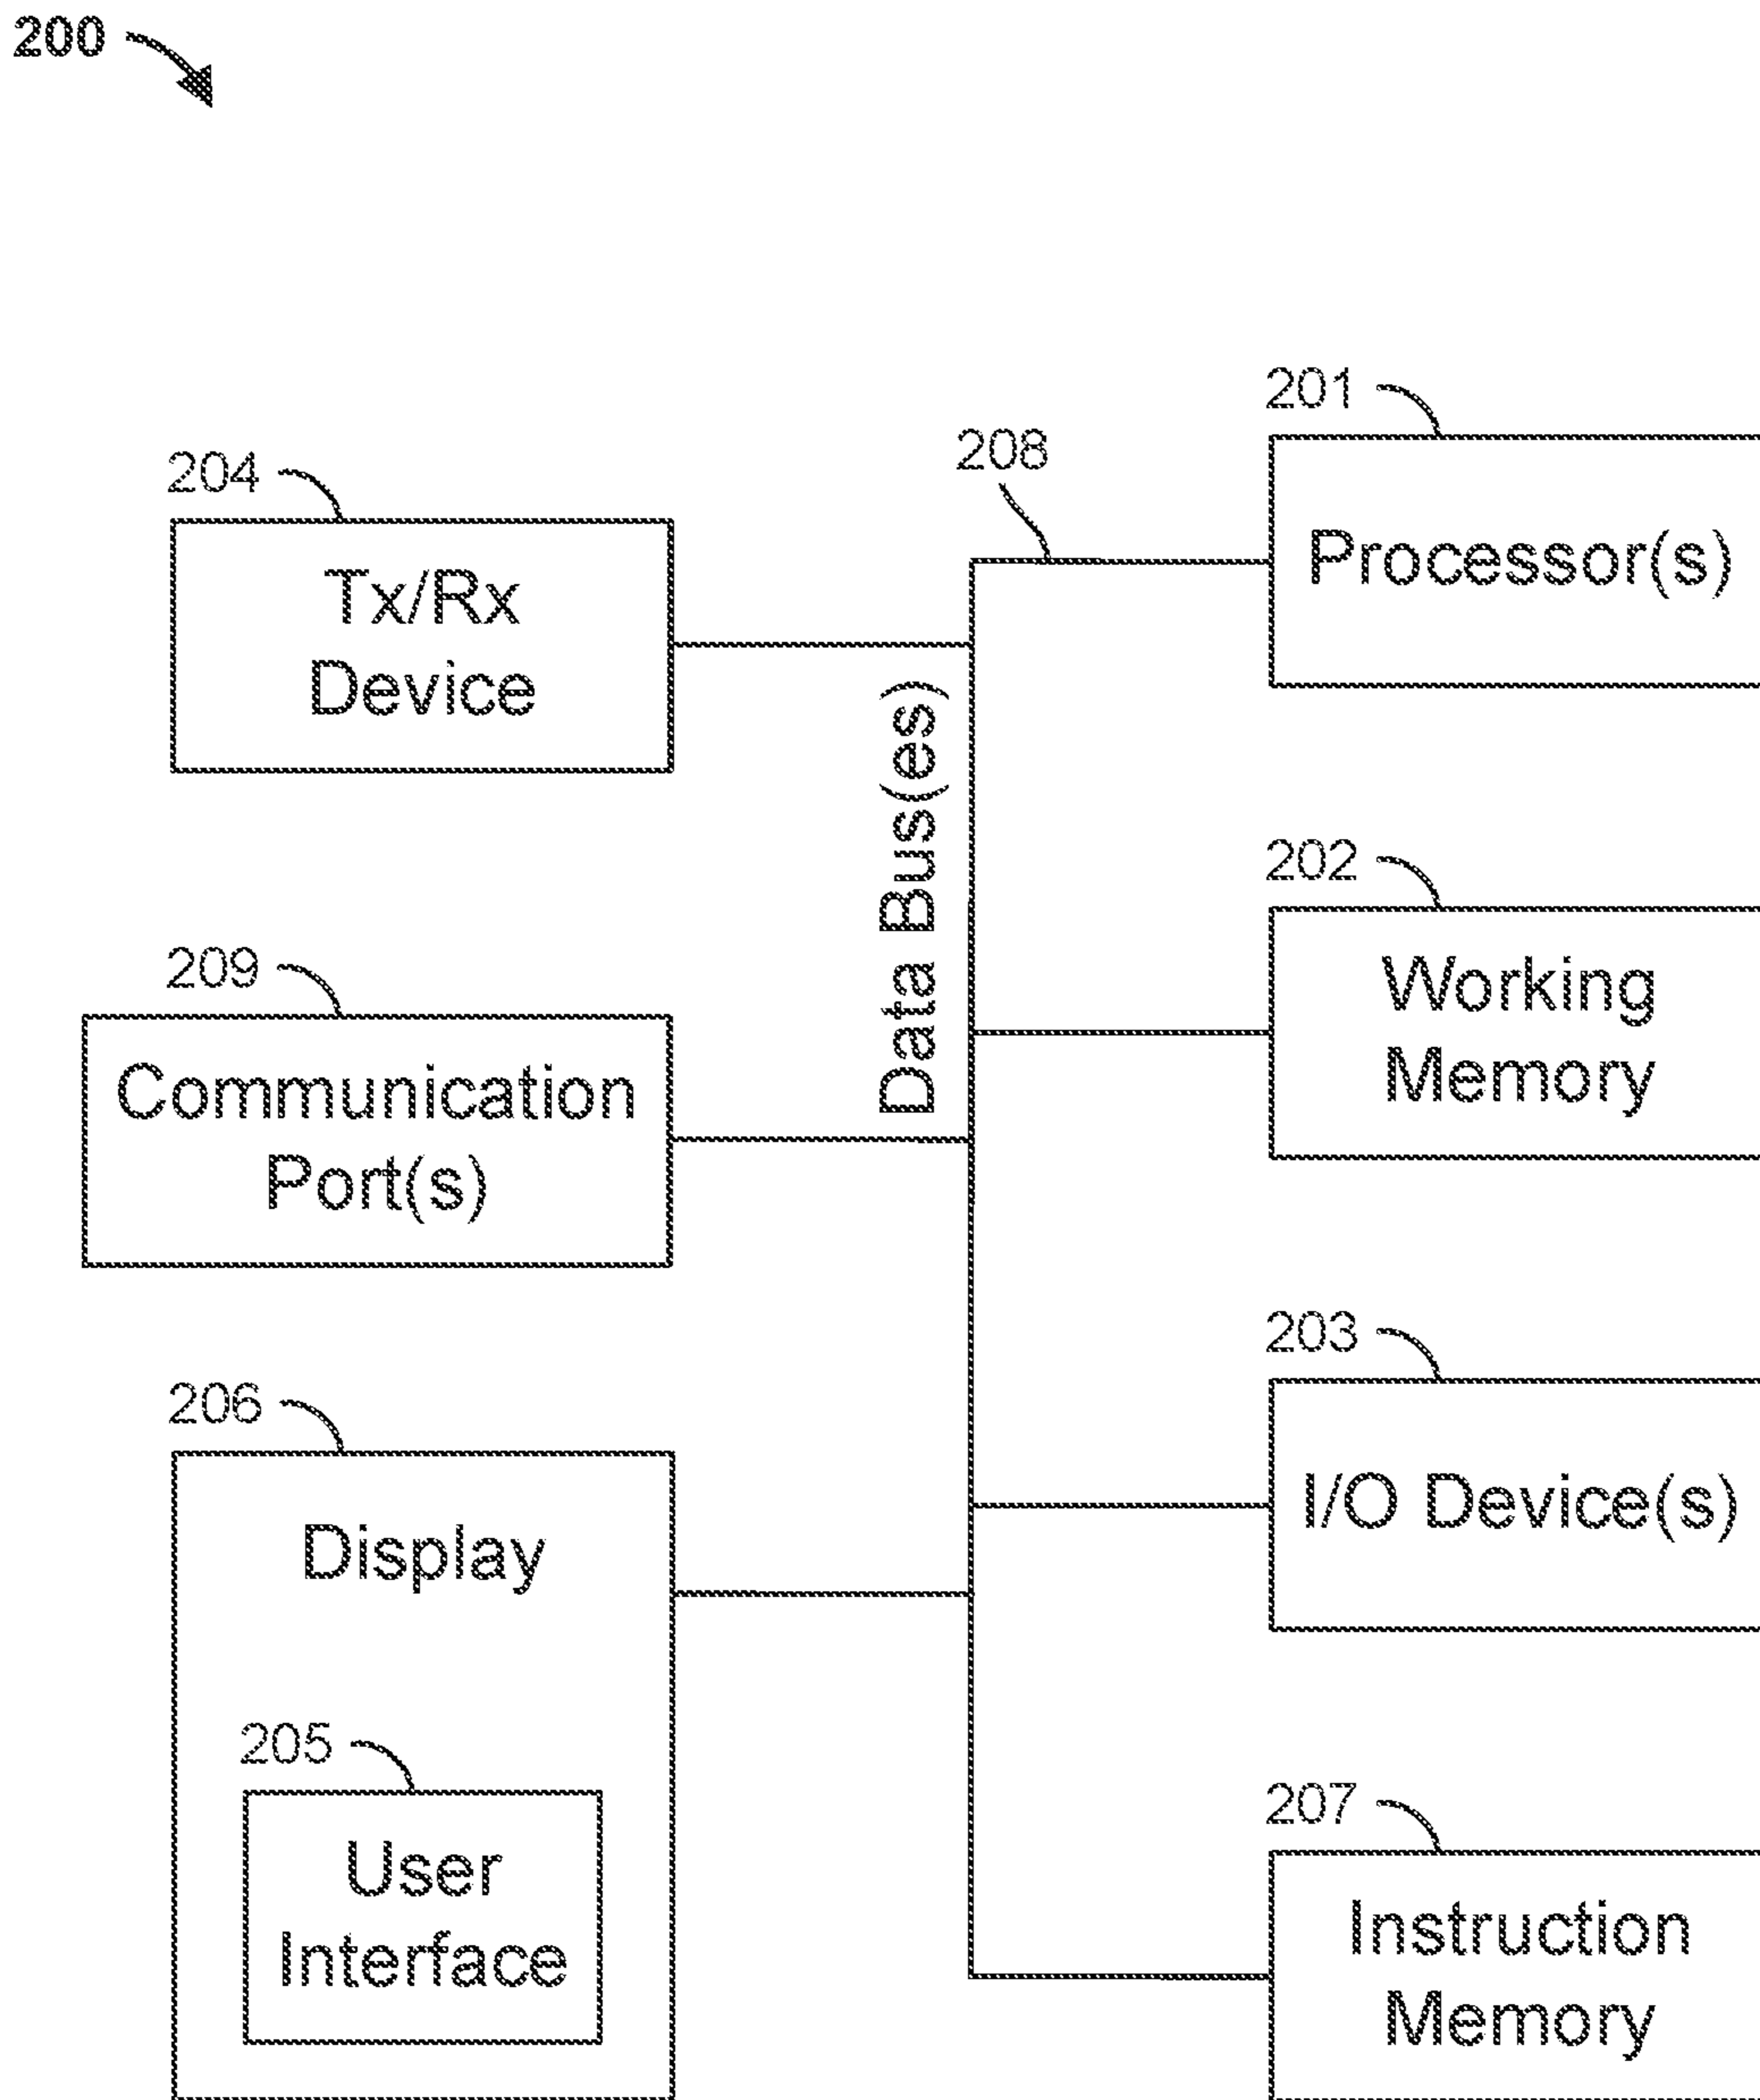 200
201
Processor(s)
208
204
Tx/Rx
Device
Data Bus(es)
202
Working
Memory
209
Communication
Port(s)
203
I/O Device(s)
206
Display
205
User
Interface
207
Instruction
Memory